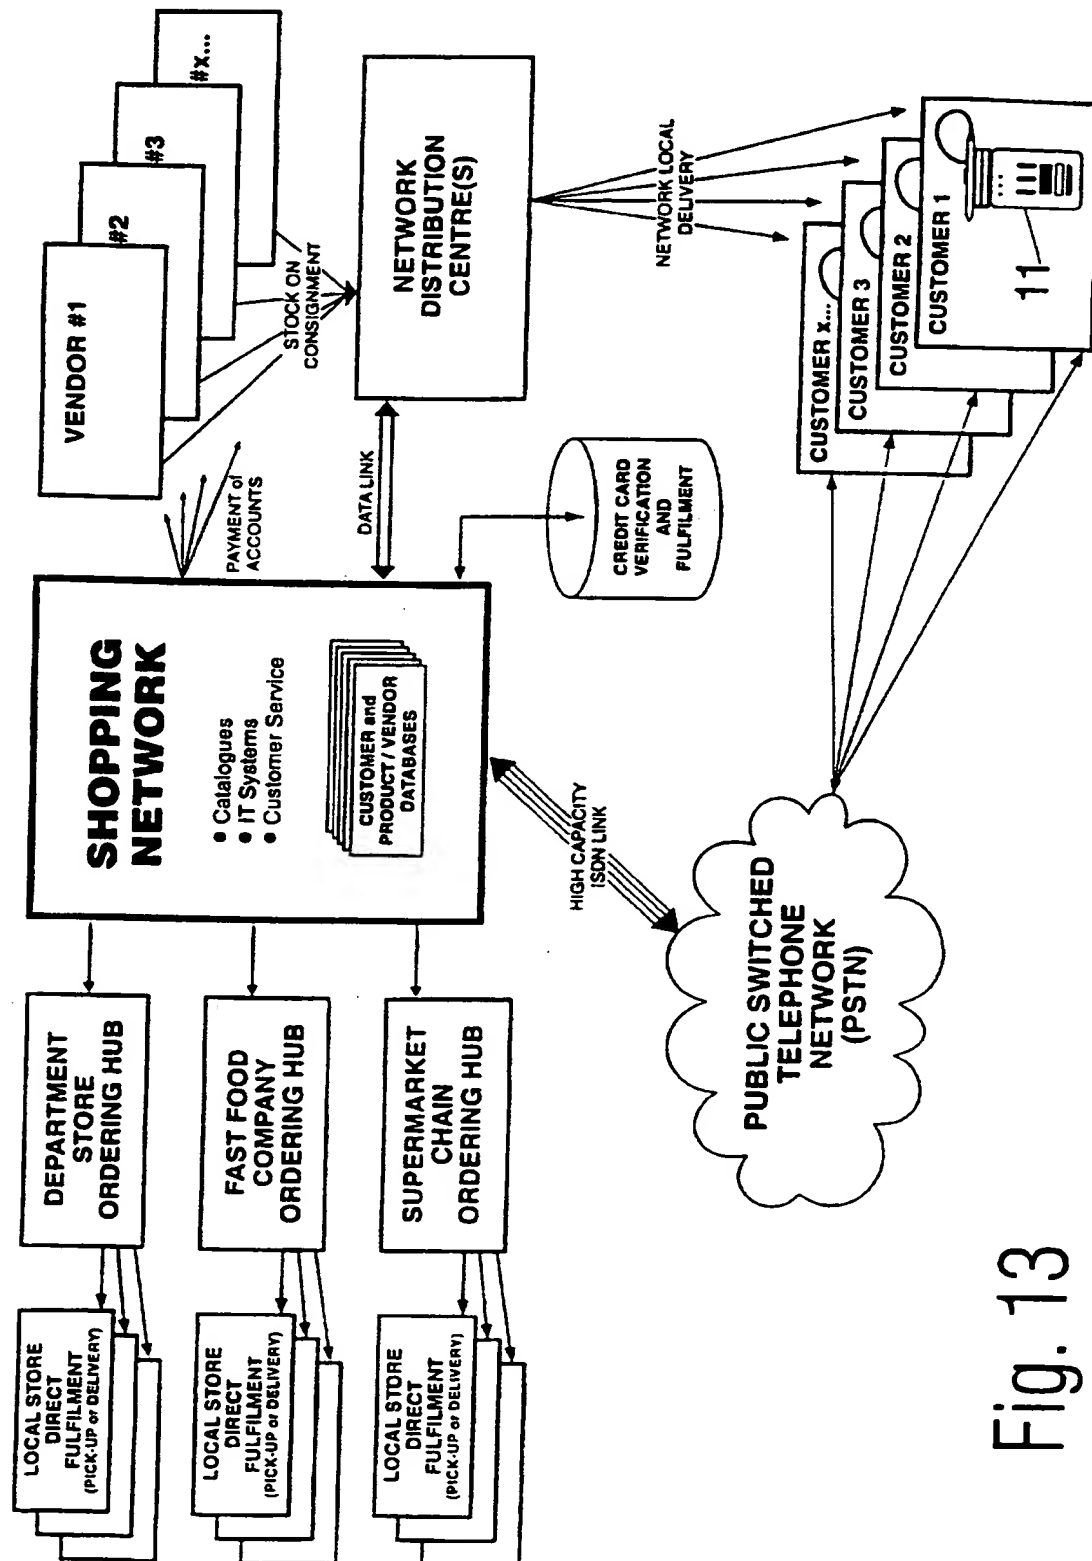 LOCAL STORE
DIRECT
FULFILMENT
(PICK-UP or DELIVERY)
DEPARTMENT
STORE
ORDERING HUB
LOCAL STORE
DIRECT
FULFILMENT
(PICK-UP or DELIVERY)
FAST FOOD
COMPANY
ORDERING HUB
LOCAL STORE
DIRECT
FULFILMENT
(PICK-UP or DELIVERY)
SUPERMARKET
CHAIN
ORDERING HUB
SHOPPING
NETWORK
• Catalogues
• IT Systems
• Customer Service
CUSTOMER and
PRODUCT / VENDOR
DATABASES
PAYMENT of
ACCOUNTS
VENDOR #1
#2
#3
#x...
STOCK ON
CONSIGNMENT
DATA LINK
NETWORK
DISTRIBUTION
CENTRE(S)
CREDIT CARD
VERIFICATION
AND
FULFILMENT
HIGH CAPACITY
ISDN LINK
NETWORK LOCAL
DELIVERY
PUBLIC SWITCHED
TELEPHONE
NETWORK
(PSTN)
CUSTOMER x...
CUSTOMER 3
CUSTOMER 2
CUSTOMER 1
11
Fig. 13